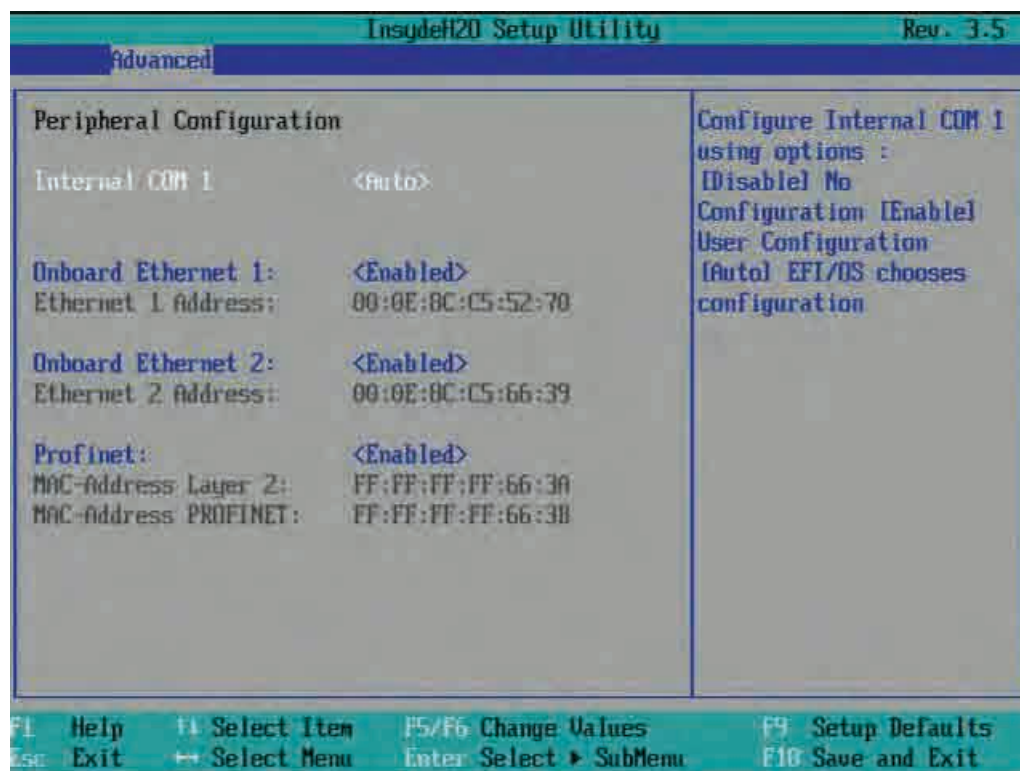 InsydeH2O Setup Utility Rev. 3.5
Advanced
Peripheral Configuration
Internal COM 1 <Auto>
Onboard Ethernet 1: <Enabled>
Ethernet 1 Address: 00:0E:8C:C5:52:70
Onboard Ethernet 2: <Enabled>
Ethernet 2 Address: 00:0E:8C:C5:66:39
Profinet: <Enabled>
MAC-Address Layer 2: FF:FF:FF:FF:66:3A
MAC-Address PROFINET: FF:FF:FF:FF:66:3B
Configure Internal COM 1
using options :
[Disable] No
Configuration [Enable]
User Configuration
[Auto] EFI/OS chooses
configuration
F1 Help ↑↓ Select Item F5/F6 Change Values F9 Setup Defaults
Esc Exit ↔ Select Menu Enter Select ▶ SubMenu F10 Save and Exit